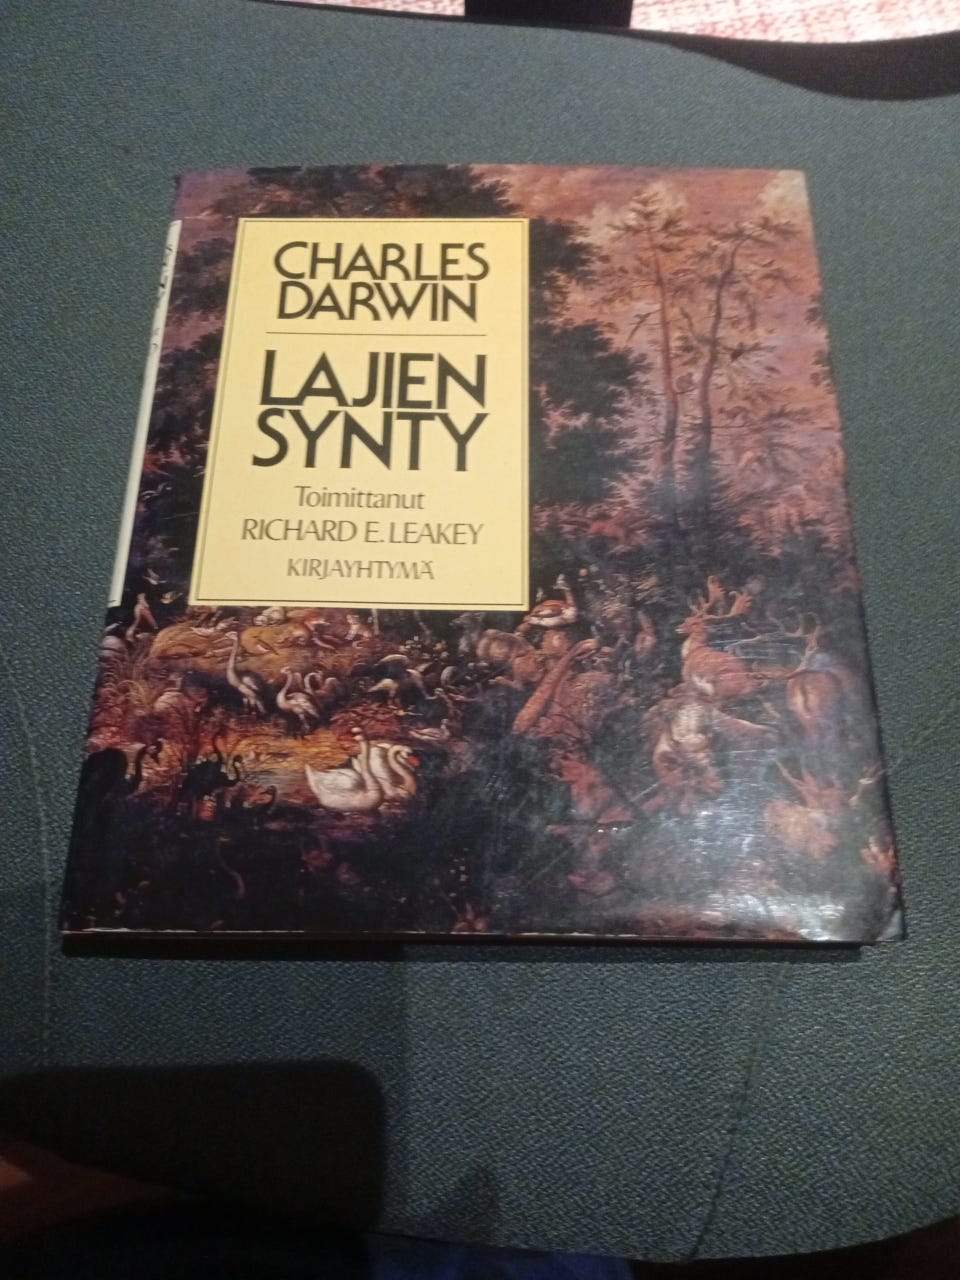 CHARLES
DARWIN
LAJIEN
SYNTY
Toimittanut
RICHARD E. LEAKEY
KIRJAYHTYMÄ